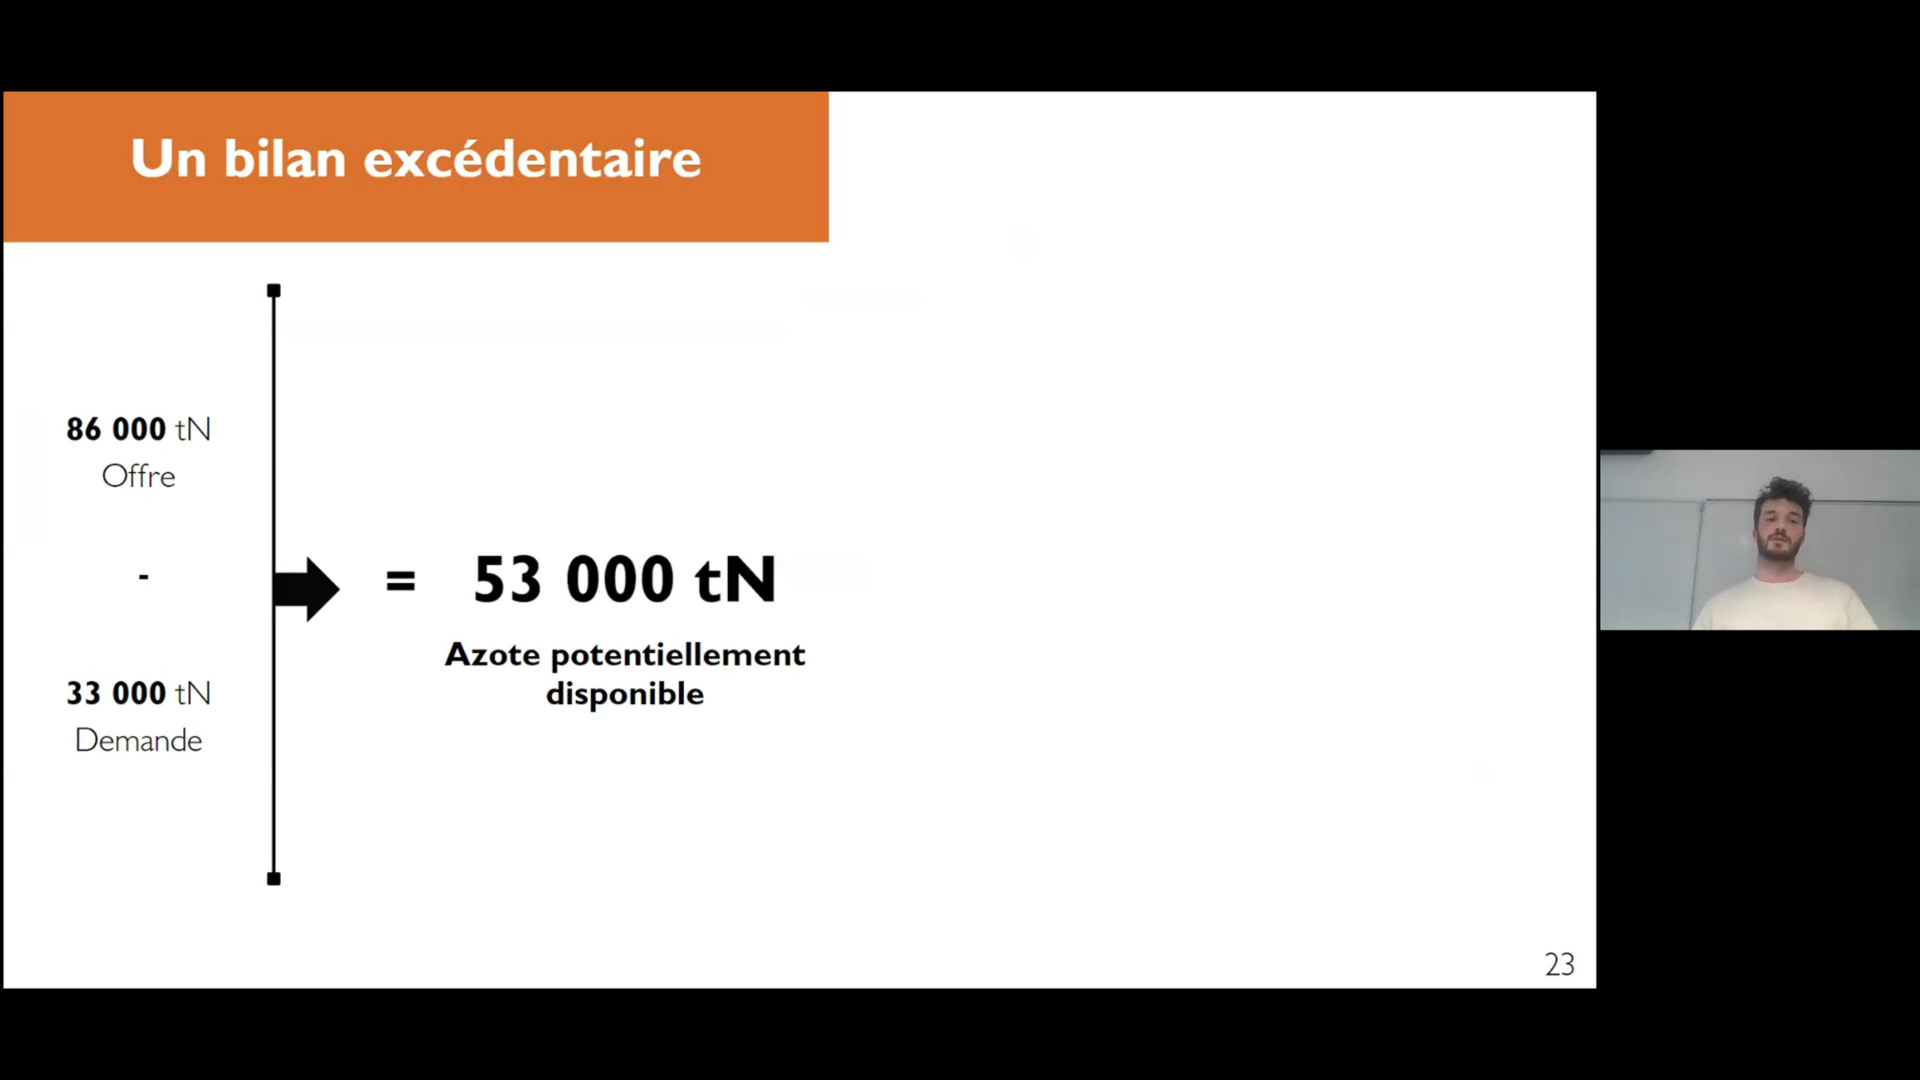 Un bilan excédentaire
86 000 tN
Offre
-
33 000 tN
Demande
= 53 000 tN
Azote potentiellement
disponible
23